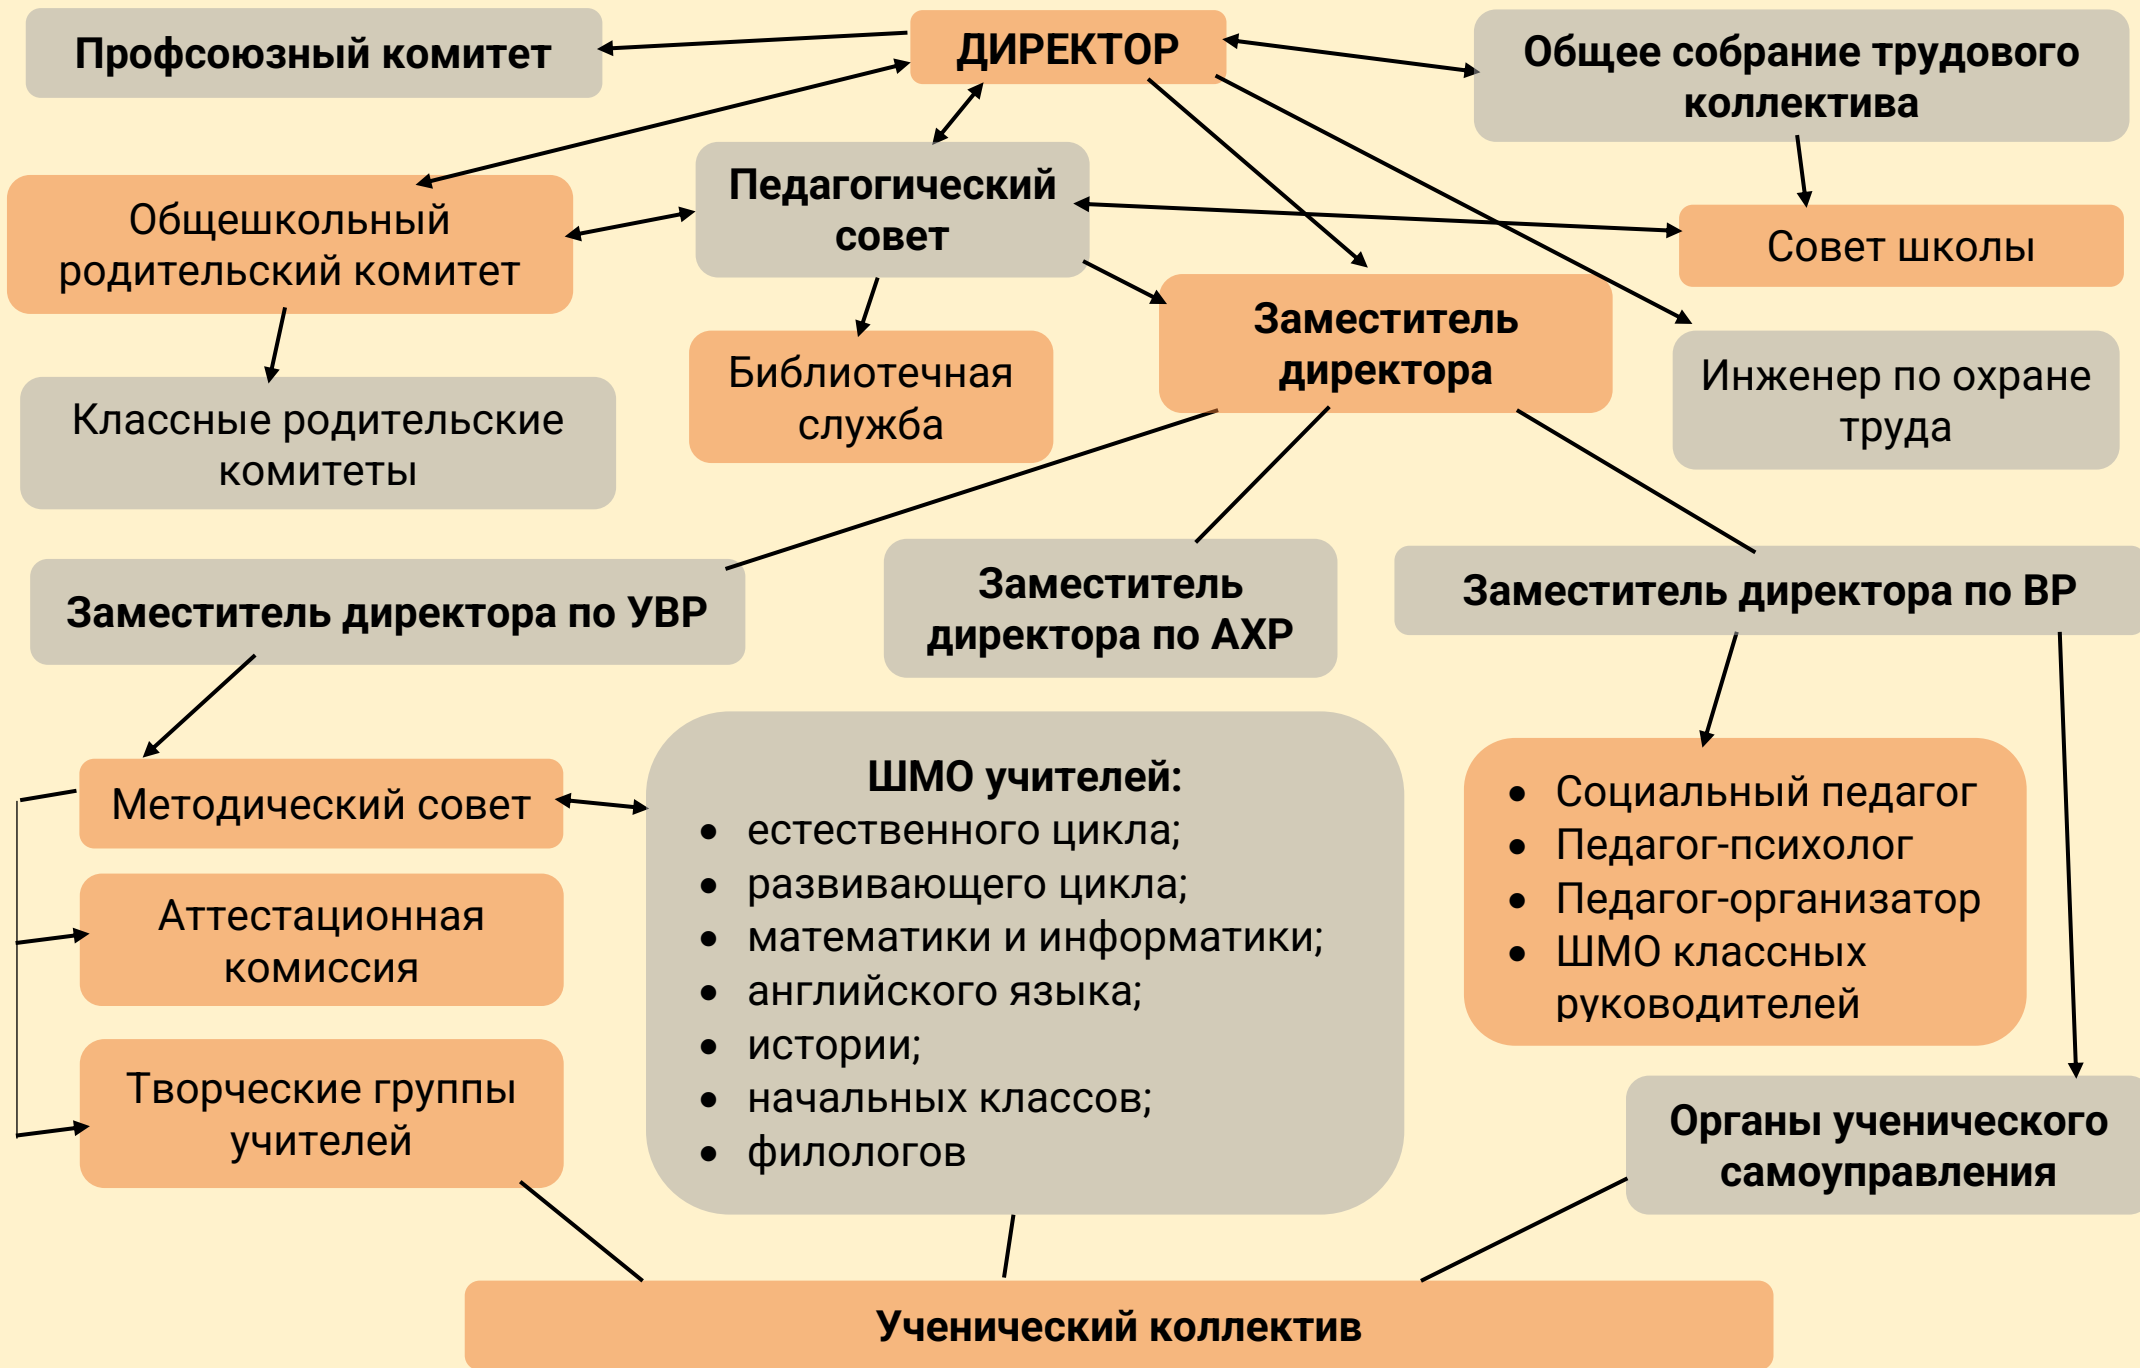 Профсоюзный комитет
ДИРЕКТОР
Общее собрание трудового
коллектива
Общешкольный
родительский комитет
Педагогический
совет
Совет школы
Заместитель
директора
Библиотечная
служба
Инженер по охране
труда
Классные родительские
комитеты
Заместитель директора по УВР
Заместитель
директора по АХР
Заместитель директора по ВР
Методический совет
Аттестационная
комиссия
Творческие группы
учителей
ШМО учителей:
• естественного цикла;
• развивающего цикла;
• математики и информатики;
• английского языка;
• истории;
• начальных классов;
• филологов
• Социальный педагог
• Педагог-психолог
• Педагог-организатор
• ШМО классных
руководителей
Органы ученического
самоуправления
Ученический коллектив